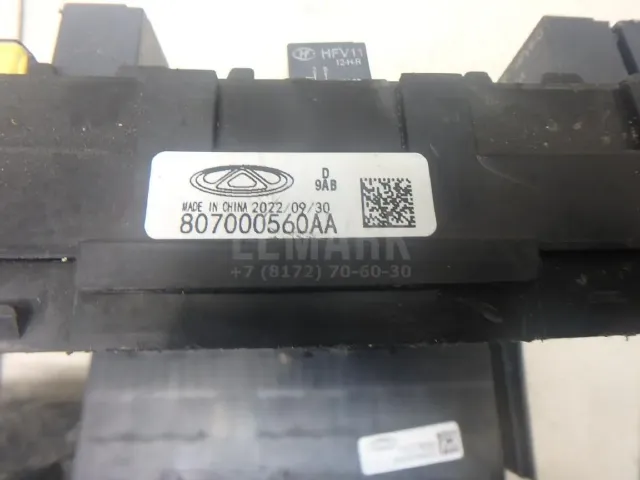 HFV11
D
9AB
MADE IN CHINA 2022/09/30
807000560AA
LEMARK
+7 (8172) 70-60-30